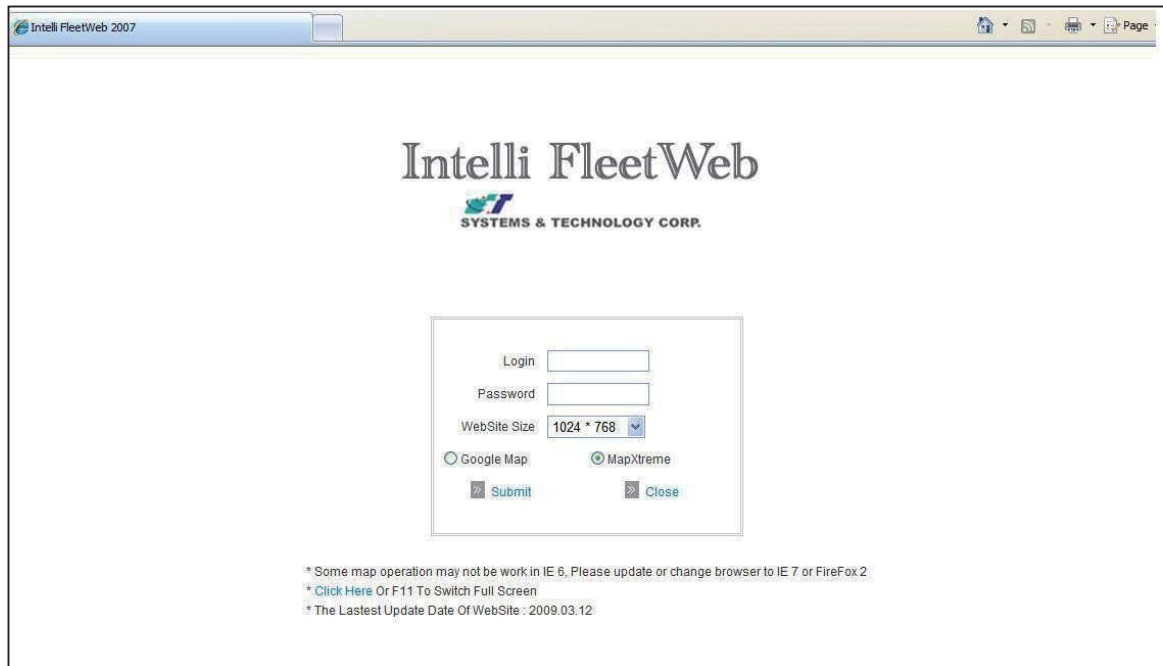 Intelli FleetWeb 2007
Page
Intelli FleetWeb
SYSTEMS & TECHNOLOGY CORP.
Login
Password
WebSite Size 1024 * 768
Google Map MapXtreme
Submit Close
* Some map operation may not be work in IE 6, Please update or change browser to IE 7 or FireFox 2
* Click Here Or F11 To Switch Full Screen
* The Lastest Update Date Of WebSite : 2009.03.12